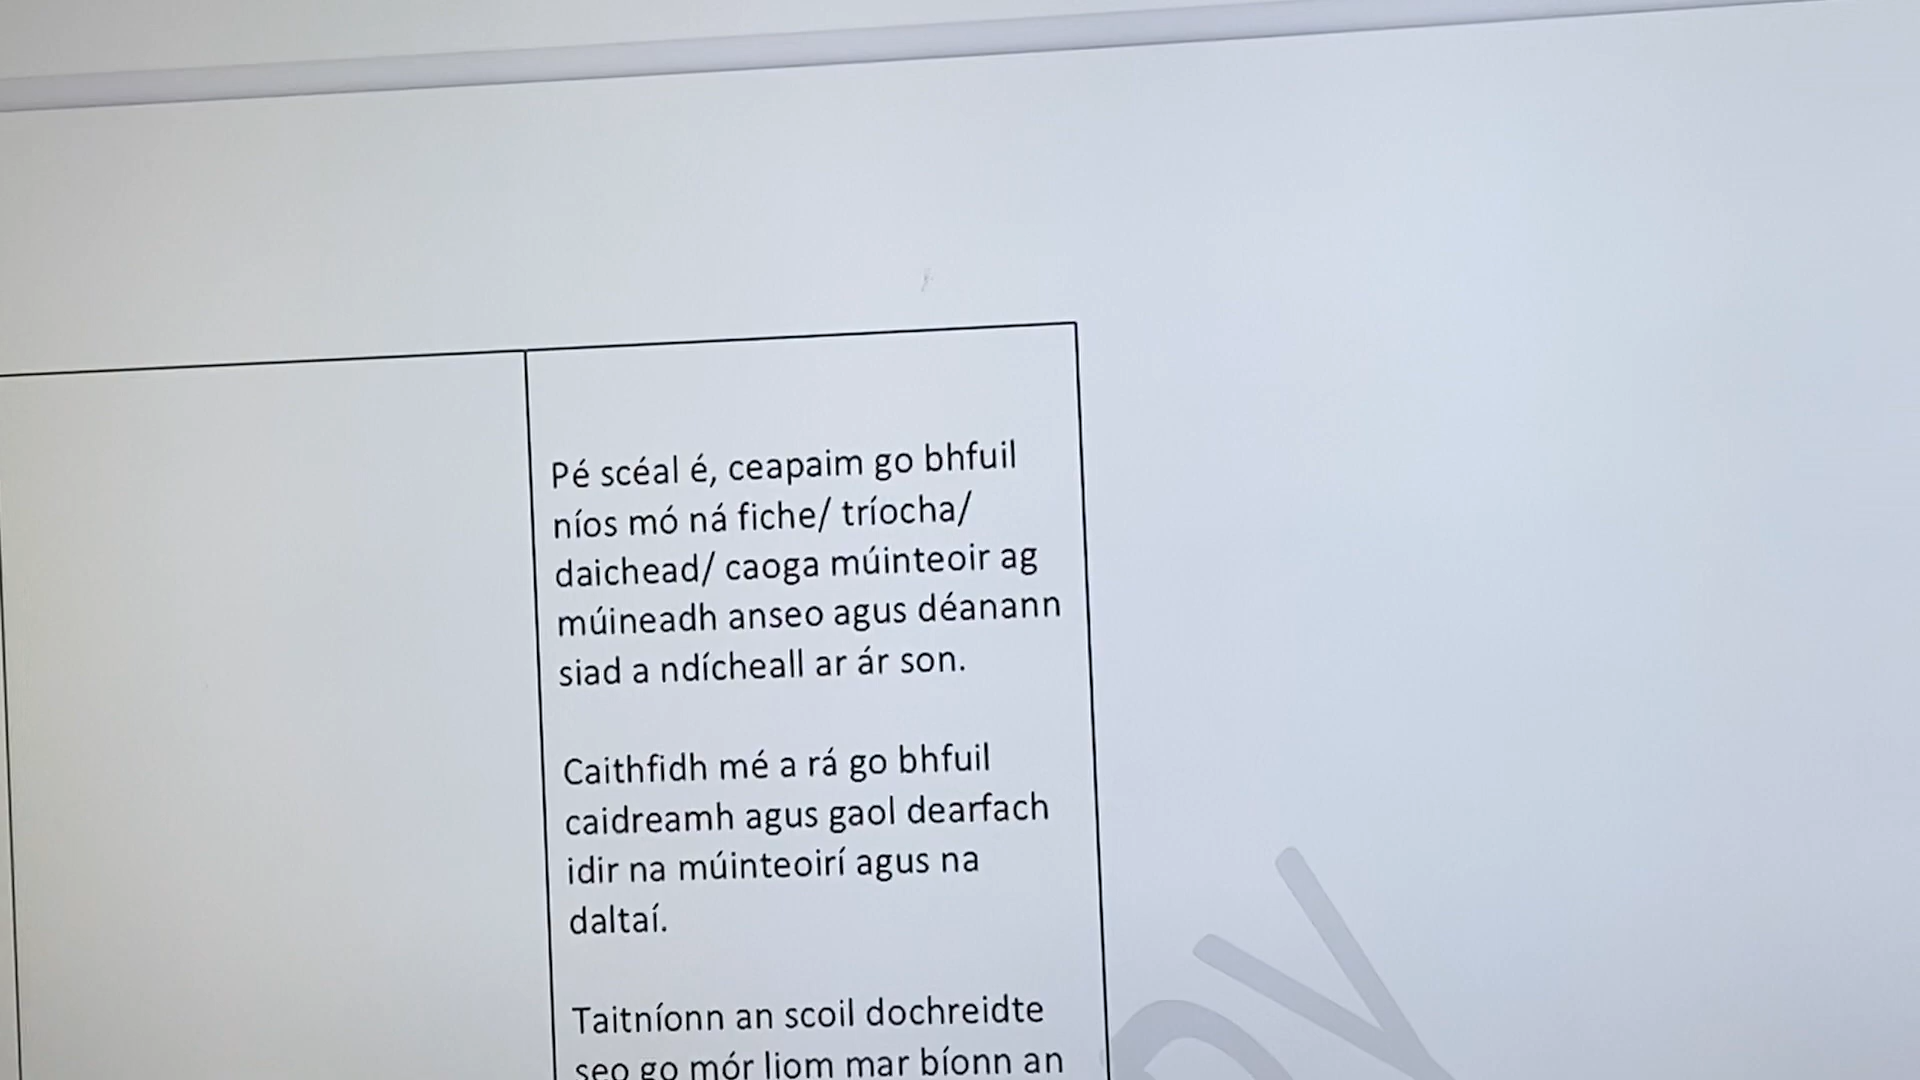 Pé scéal é, ceapaim go bhfuil
níos mó ná fiche/ tríocha/
daichead/ caoga múinteoir ag
múineadh anseo agus déanann
siad a ndícheall ar ár son.
Caithfidh mé a rá go bhfuil
caidreamh agus gaol dearfach
idir na múinteoirí agus na
daltaí.
Taitníonn an scoil dochreidte
seo go mór liom mar bíonn an